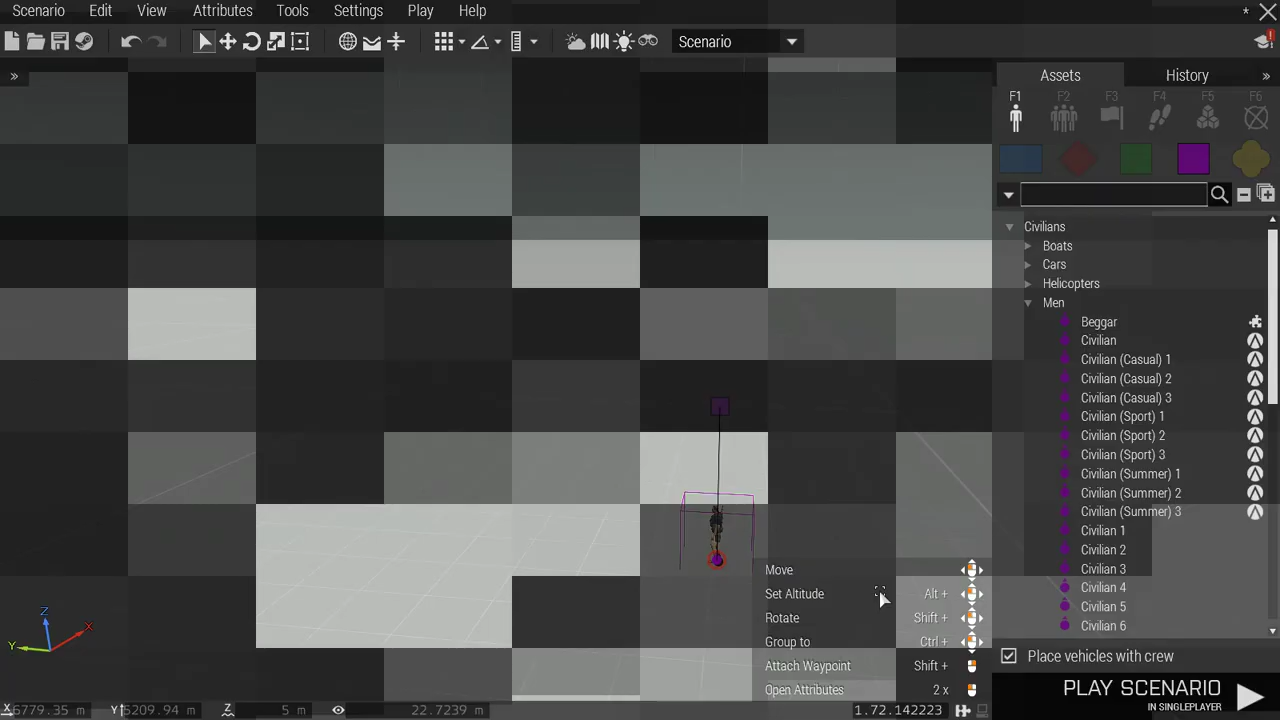 Scenario Edit View Attributes Tools Settings Play Help
*
Scenario
Assets History »
»
F1 F2 F3 F4 F5 F6
Civilians
Boats
Cars
Helicopters
Men
Beggar
Civilian
Civilian (Casual) 1
Civilian (Casual) 2
Civilian (Casual) 3
Civilian (Sport) 1
Civilian (Sport) 2
Civilian (Sport) 3
Civilian (Summer) 1
Civilian (Summer) 2
Civilian (Summer) 3
Civilian 1
Civilian 2
Civilian 3
Civilian 4
Civilian 5
Civilian 6
Move
Set Altitude Alt +
Rotate Shift +
Group to Ctrl +
Attach Waypoint Shift +
Open Attributes 2 x
Z
Y X
Place vehicles with crew
PLAY SCENARIO
IN SINGLEPLAYER
X 6779.35 m Y 5209.94 m Z 5 m 22.7239 m 1.72.142223